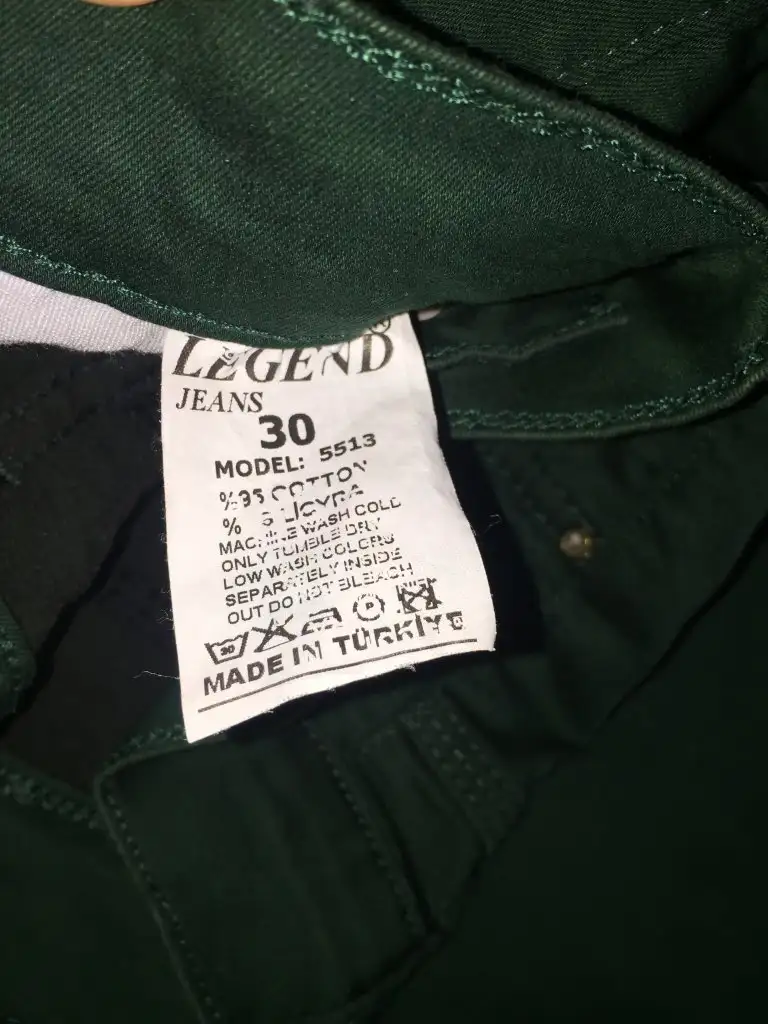 LEGEND®
JEANS
30
MODEL: 5513
%95 COTTON
% LICYRA
MACHINE WASH COLD
ONLY TUMBLE DRY
LOW WASH COLORS
SEPARATELY INSIDE
OUT DO NOT BLEACH
30 P
MADE IN TÜRKİYE